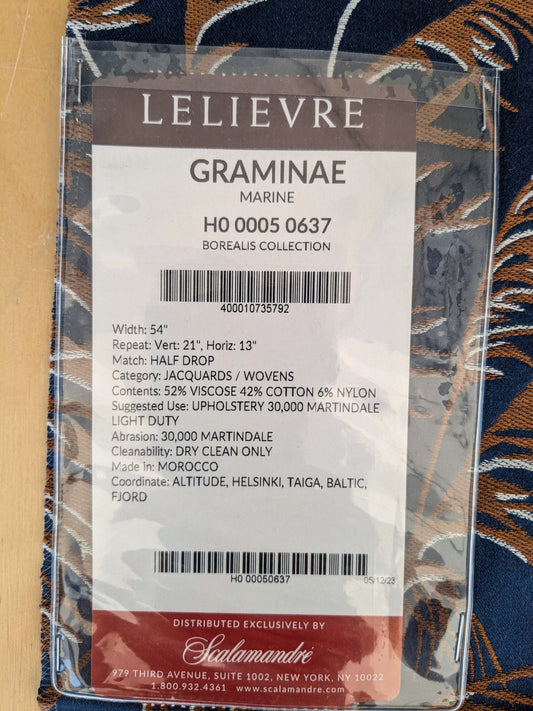 LELIEVRE
GRAMINAE
MARINE
H0 0005 0637
BOREALIS COLLECTION
400010735792
Width: 54"
Repeat: Vert: 21", Horiz: 13"
Match: HALF DROP
Category: JACQUARDS / WOVENS
Contents: 52% VISCOSE 42% COTTON 6% NYLON
Suggested Use: UPHOLSTERY 30,000 MARTINDALE
LIGHT DUTY
Abrasion: 30,000 MARTINDALE
Cleanability: DRY CLEAN ONLY
Made in: MOROCCO
Coordinate: ALTITUDE, HELSINKI, TAIGA, BALTIC,
FJORD
H0 00050637
05/12/23
DISTRIBUTED EXCLUSIVELY BY
Scalamandré
979 THIRD AVENUE, SUITE 1002, NEW YORK, NY 10022
1.800.932.4361 www.scalamandre.com